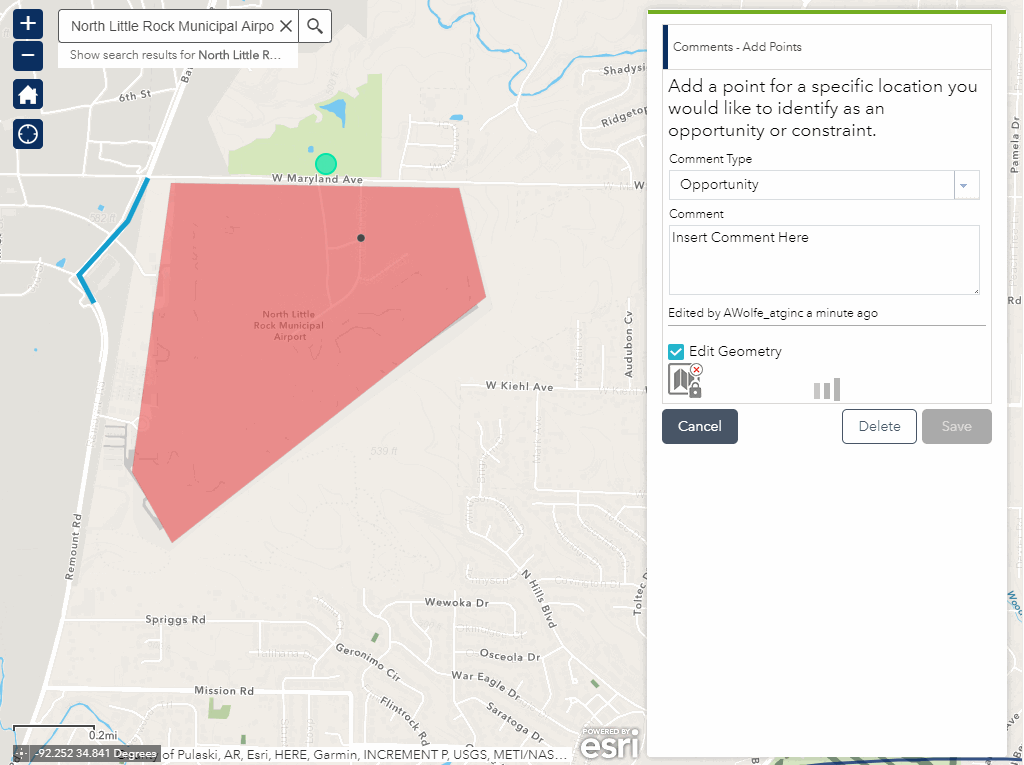 +
North Little Rock Municipal Airpo
Show search results for North Little R...
−
6th St
Shadysi
Ridgetop
Pamela Dr
W Maryland Ave
W M
582 ft
North Little
Rock Municipal
Airport
Audubon Cv
W Kiehl Ave
W Kiehl
539 ft
Remount Rd
N Hills Blvd
Toltec D
Wewoka Dr
Spriggs Rd
Osceola Dr
Geronimo Cir
War Eagle Dr
Mission Rd
Flintrock Rd
Saratoga Dr
Rd
0.2mi
-92.252 34.841 Degrees
of Pulaski, AR, Esri, HERE, Garmin, INCREMENT P, USGS, METI/NAS...
POWERED BY
esri
Comments - Add Points
Add a point for a specific location you
would like to identify as an
opportunity or constraint.
Comment Type
Opportunity
Comment
Insert Comment Here
Edited by AWolfe_atginc a minute ago
Edit Geometry
Cancel
Delete
Save